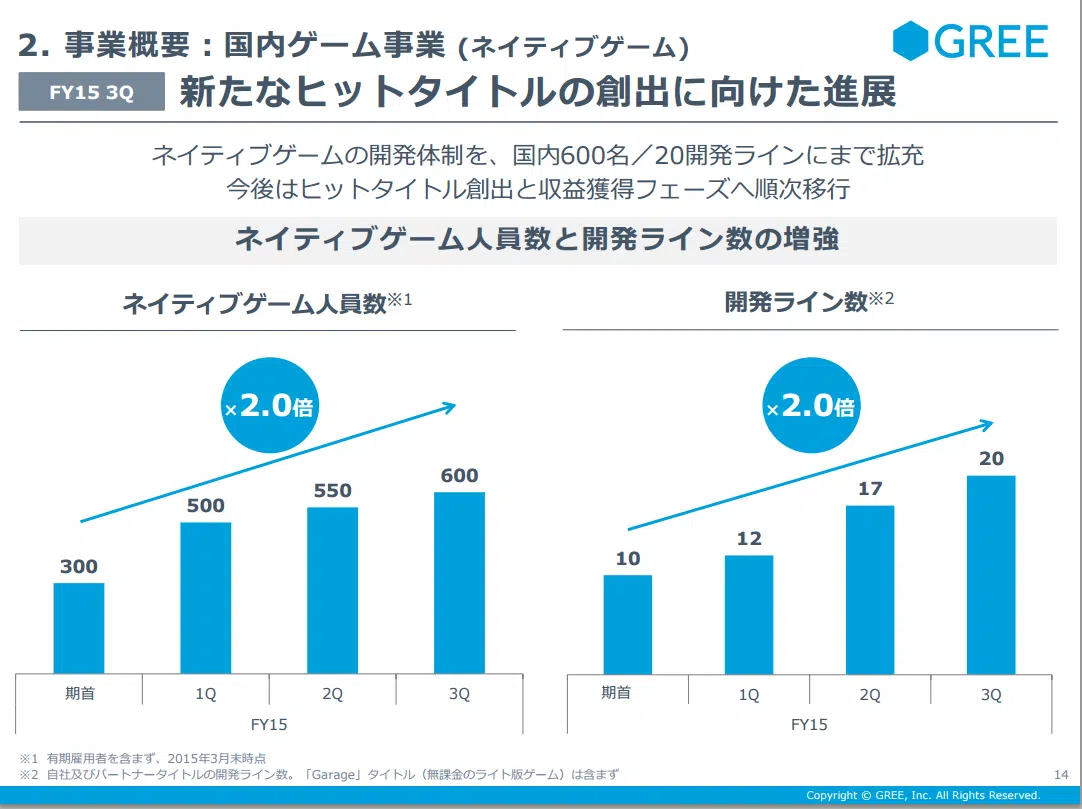 2. 事業概要：国内ゲーム事業 (ネイティブゲーム)
GREE
FY15 3Q
新たなヒットタイトルの創出に向けた進展
ネイティブゲームの開発体制を、国内600名／20開発ラインにまで拡充
今後はヒットタイトル創出と収益獲得フェーズへ順次移行
ネイティブゲーム人員数と開発ライン数の増強
ネイティブゲーム人員数※1
×2.0倍
300
500
550
600
期首
1Q
2Q
3Q
FY15
開発ライン数※2
×2.0倍
10
12
17
20
期首
1Q
2Q
3Q
FY15
※1 有期雇用者を含まず、2015年3月末時点
※2 自社及びパートナータイトルの開発ライン数。「Garage」タイトル（無課金のライト版ゲーム）は含まず
14
Copyright © GREE, Inc. All Rights Reserved.